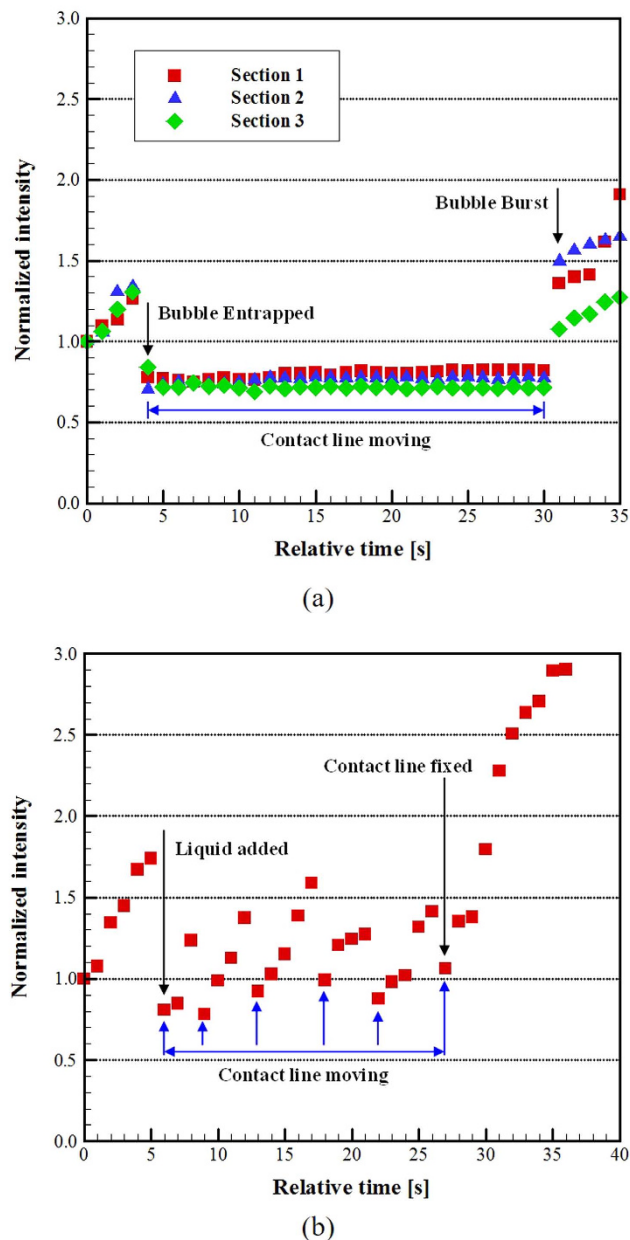 3.0
Section 1
Section 2
Section 3
2.5
2.0
Bubble Burst
1.5
Bubble Entrapped
1.0
0.5
Contact line moving
0.0
0 5 10 15 20 25 30 35
Normalized intensity
Relative time [s]
(a)
3.0
2.5
Contact line fixed
2.0
Liquid added
1.5
1.0
0.5
Contact line moving
0.0
0 5 10 15 20 25 30 35 40
Normalized intensity
Relative time [s]
(b)